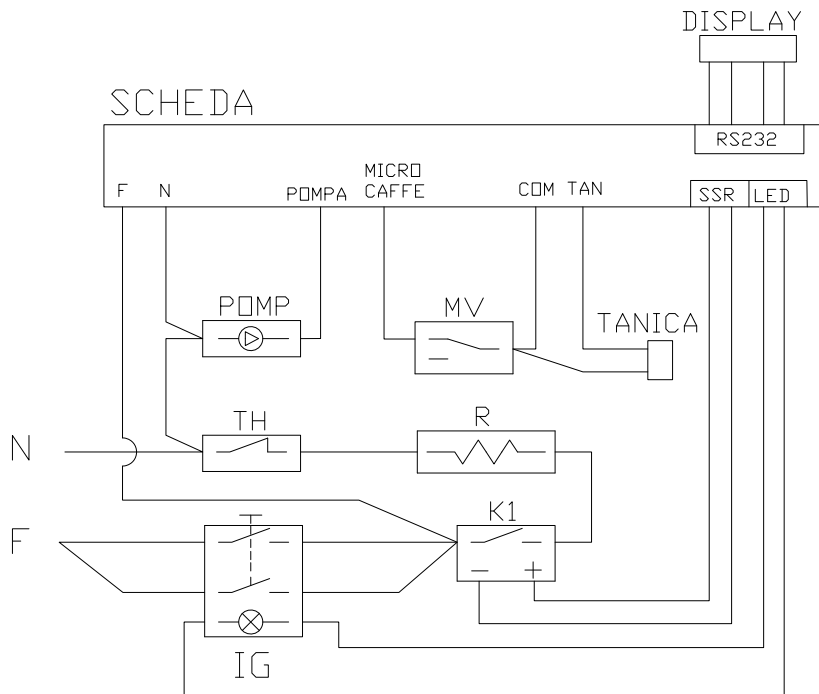 DISPLAY
SCHEDA
RS232
F N POMPA MICRO CAFFE COM TAN SSR LED
POMP
MV
TANICA
N
TH
R
F
K1
IG